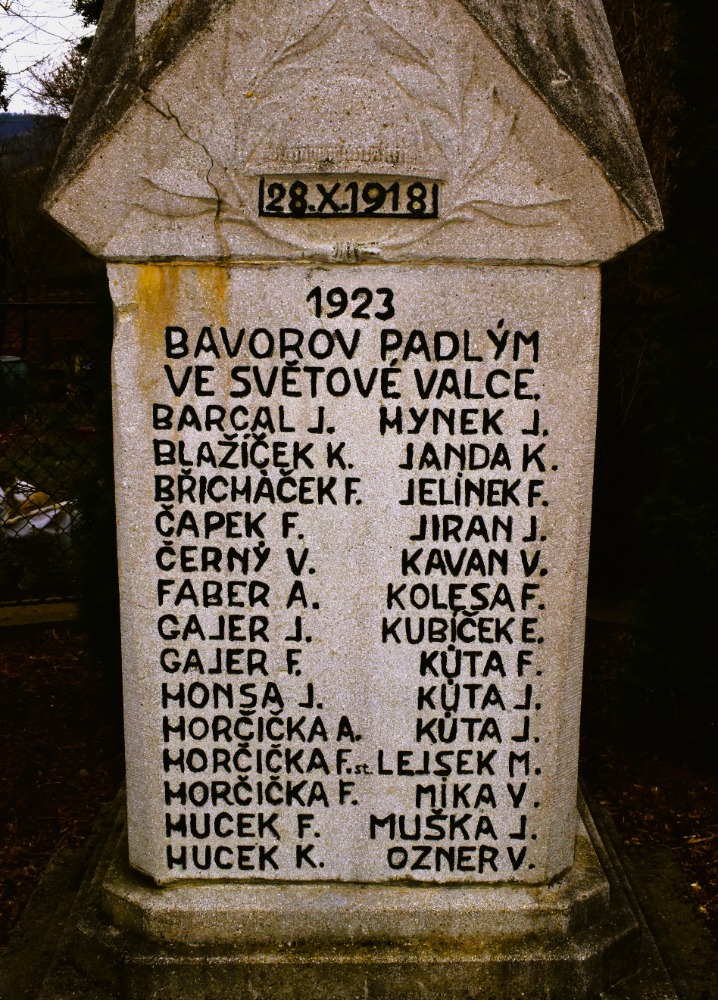 28.X.1918
1923
BAVOROV PADLÝM
VE SVĚTOVÉ VALCE.
BARCAL J. MYNEK J.
BLAŽÍČEK K. JANDA K.
BŘICHÁČEK F. JELÍNEK F.
ČAPEK F. JIRAN J.
ČERNÝ V. KAVAN V.
FABER A. KOLESA F.
GAJER J. KUBÍČEK E.
GAJER F. KŮTA F.
HONSA J. KŮTA J.
HORČIČKA A. KŮTA J.
HORČIČKA F.st. LEJSEK M.
HORČIČKA F. MÍKA V.
HUCEK F. MUŠKA J.
HUCEK K. OZNER V.